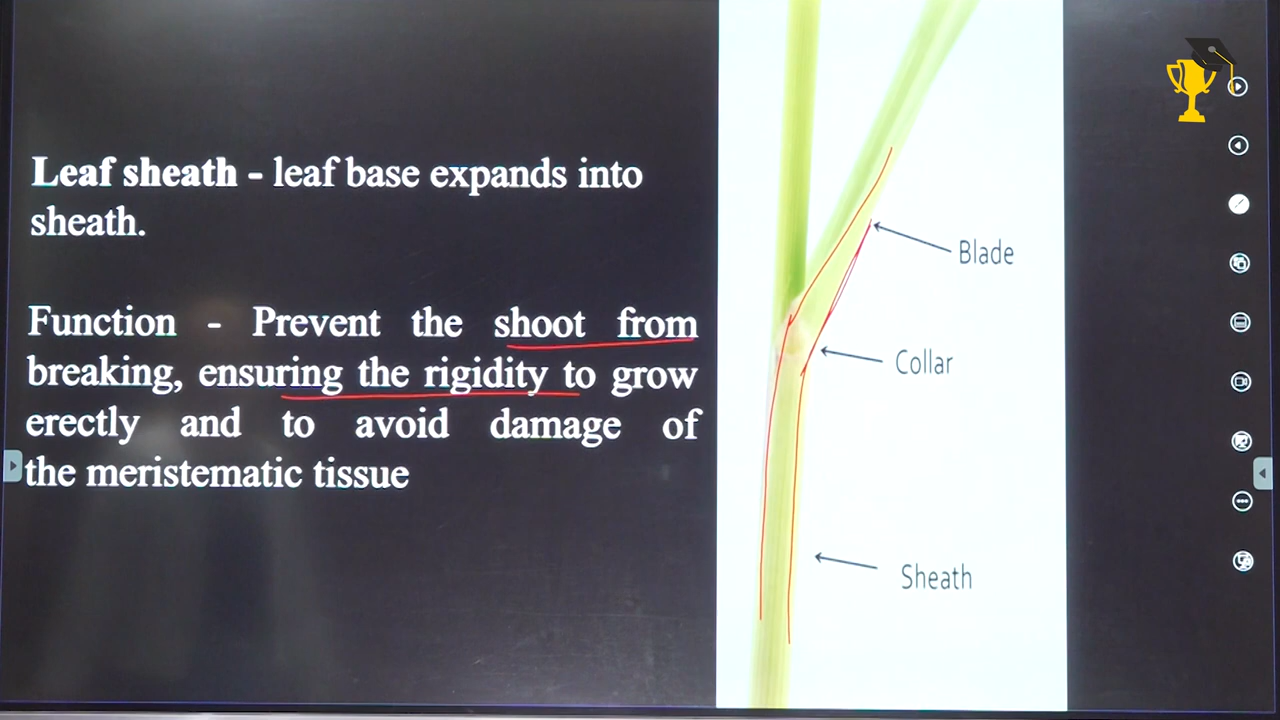 Leaf sheath - leaf base expands into
sheath.
Function - Prevent the shoot from
breaking, ensuring the rigidity to grow
erectly and to avoid damage of
the meristematic tissue
Blade
Collar
Sheath